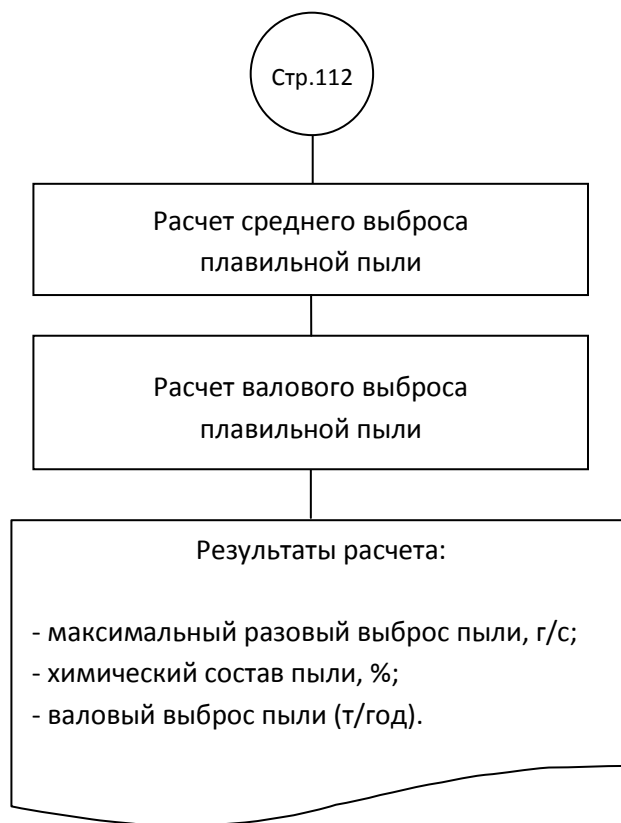 Стр.112
Расчет среднего выброса
плавильной пыли
Расчет валового выброса
плавильной пыли
Результаты расчета:
- максимальный разовый выброс пыли, г/с;
- химический состав пыли, %;
- валовый выброс пыли (т/год).